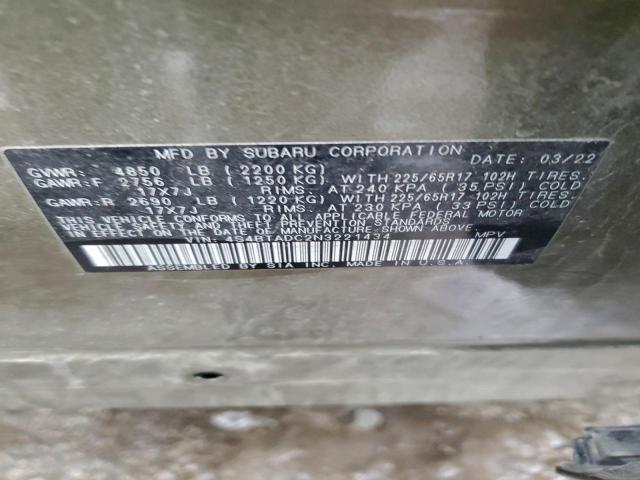 MFD BY SUBARU CORPORATION DATE: 03/22
GVWR: 4850 LB (2200 KG)
GAWR:F 2756 LB (1250 KG) WITH 225/65R17 102H TIRES.
17X7J RIMS. AT 240 KPA (35 PSI) COLD
GAWR:R 2690 LB (1220 KG) WITH 225/65R17 102H TIRES.
17X7J RIMS. AT 230 KPA (33 PSI) COLD
THIS VEHICLE CONFORMS TO ALL APPLICABLE FEDERAL MOTOR
VEHICLE SAFETY AND THEFT PREVENTION STANDARDS
IN EFFECT ON THE DATE OF MANUFACTURE SHOWN ABOVE.
VIN: 4S4BTADC2N3221434 MPV
ASSEMBLED BY SIA INC. MADE IN U.S.A.